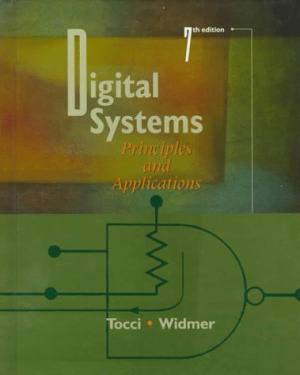 7th edition
Digital
Systems
Principles
and
Applications
Tocci • Widmer